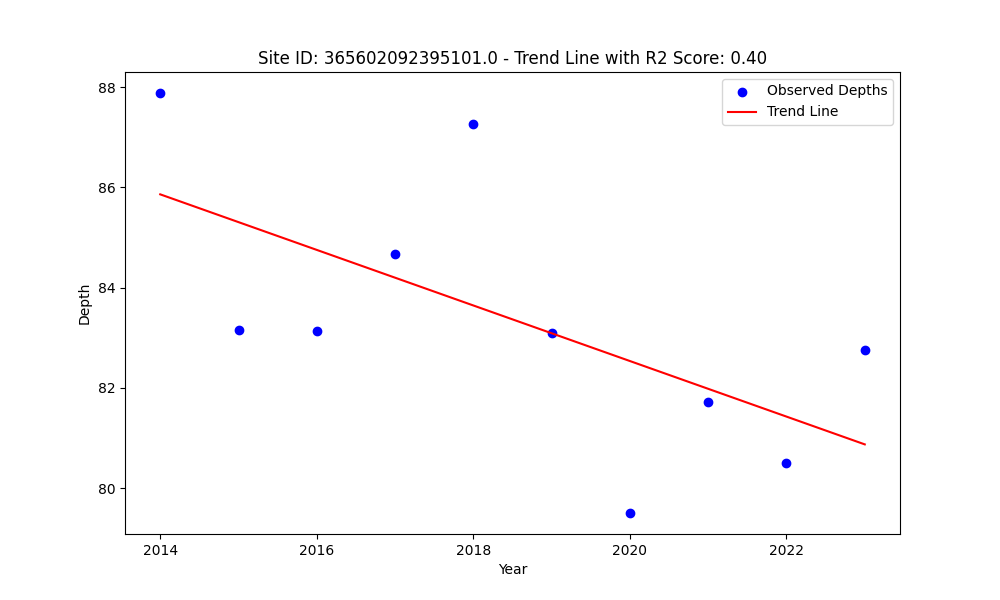 Site ID: 365602092395101.0 - Trend Line with R2 Score: 0.40
Observed Depths
Trend Line
88
86
84
82
80
Depth
2014
2016
2018
2020
2022
Year